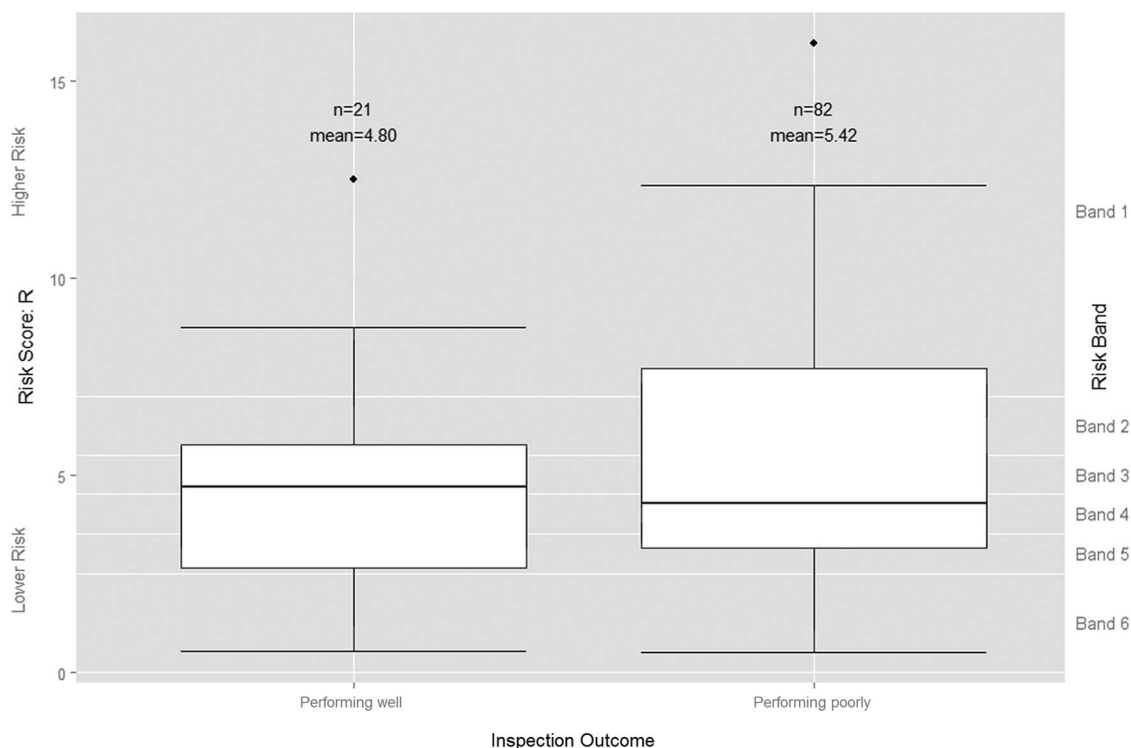 15
10
5
0
Higher Risk
Risk Score: R
Lower Risk
n=21
mean=4.80
n=82
mean=5.42
Band 1
Band 2
Band 3
Band 4
Band 5
Band 6
Risk Band
Performing well
Performing poorly
Inspection Outcome